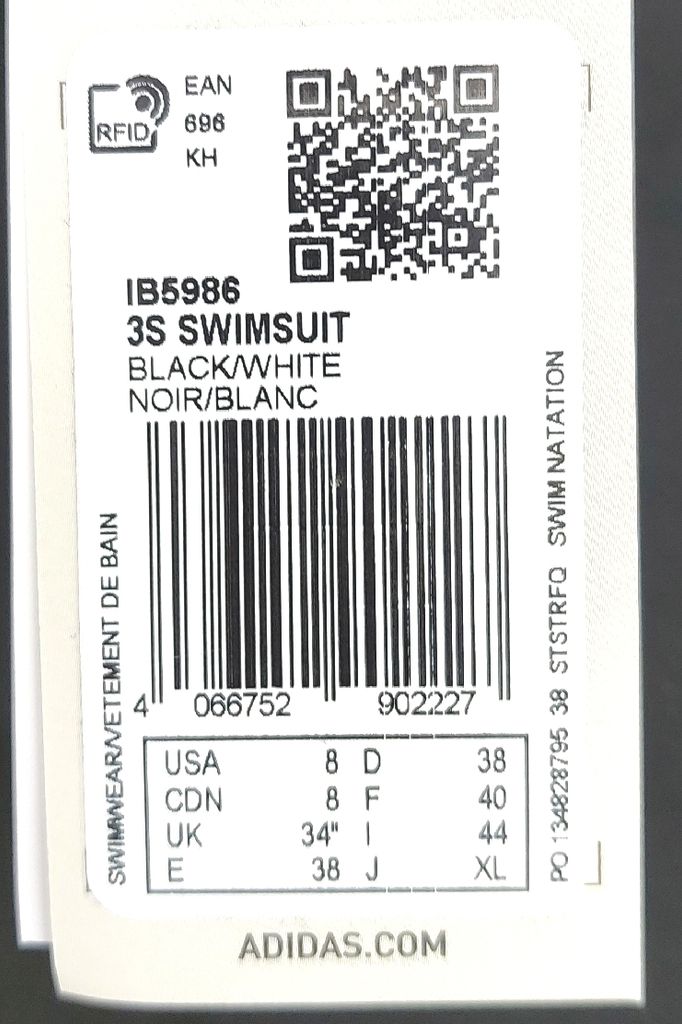 RFID
EAN
696
KH
IB5986
3S SWIMSUIT
BLACK/WHITE
NOIR/BLANC
SWIMWEAR/VETEMENT DE BAIN
PO 134828795 38 STSTRFQ SWIM NATATION
4 066752 902227
USA 8 D 38
CDN 8 F 40
UK 34" I 44
E 38 J XL
ADIDAS.COM